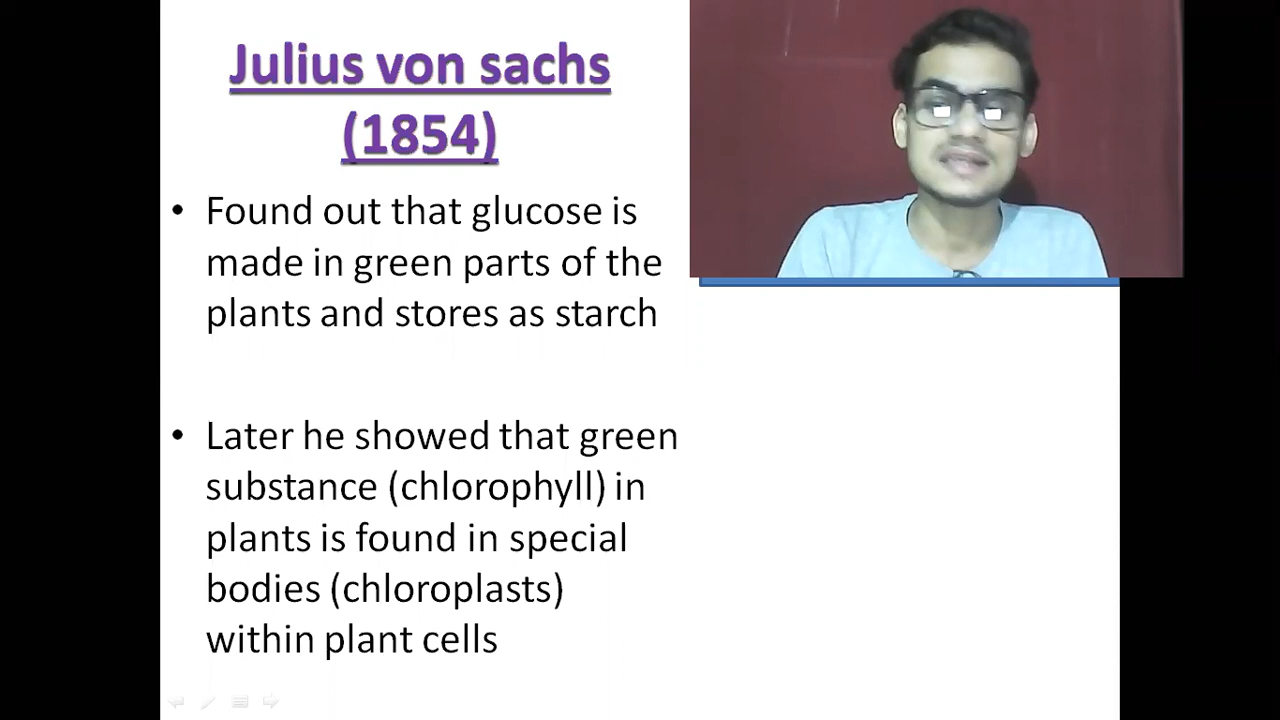 Julius von sachs
(1854)
• Found out that glucose is
made in green parts of the
plants and stores as starch
• Later he showed that green
substance (chlorophyll) in
plants is found in special
bodies (chloroplasts)
within plant cells